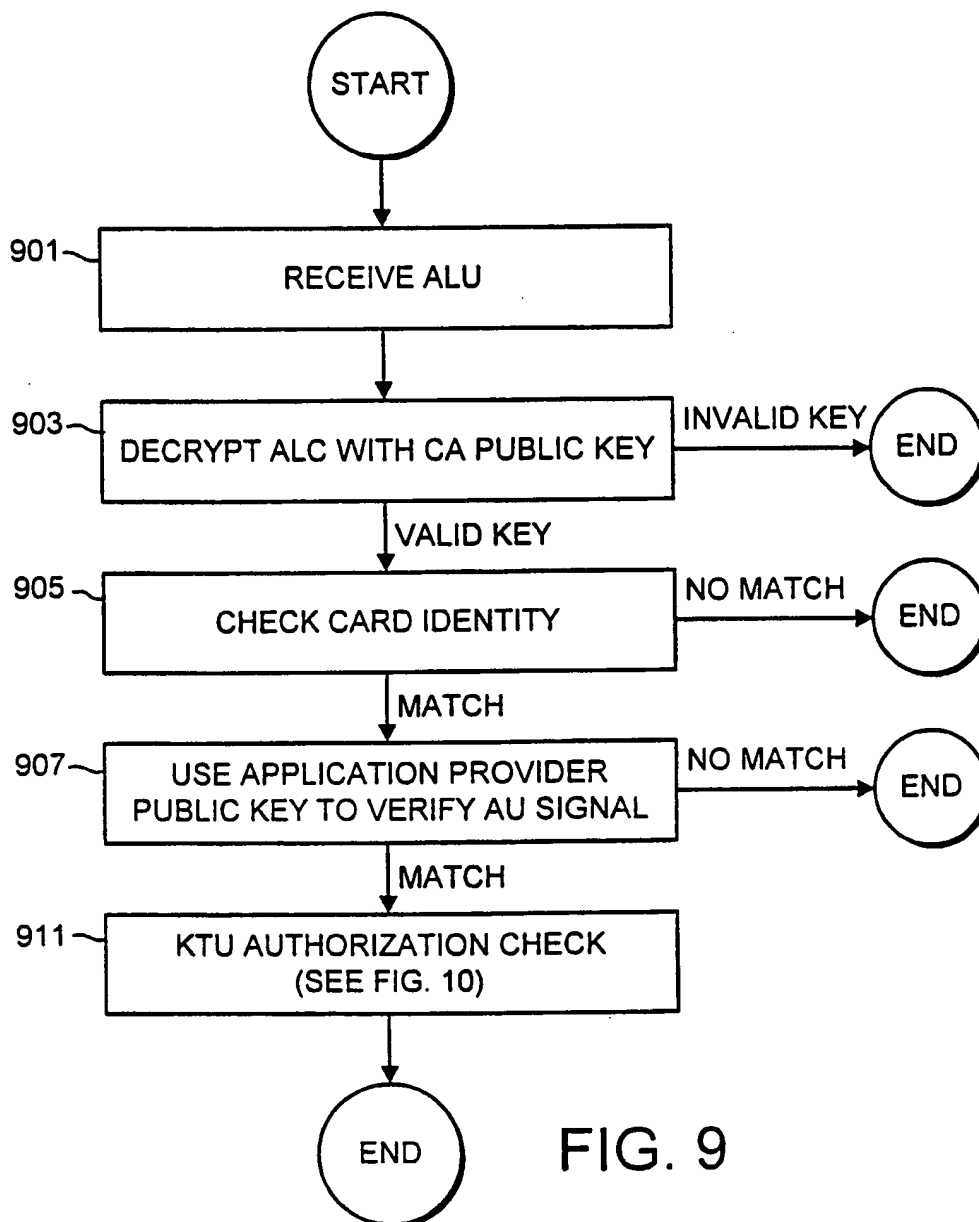 START
901
RECEIVE ALU
903
DECRYPT ALC WITH CA PUBLIC KEY
INVALID KEY
END
VALID KEY
905
CHECK CARD IDENTITY
NO MATCH
END
MATCH
907
USE APPLICATION PROVIDER
PUBLIC KEY TO VERIFY AU SIGNAL
NO MATCH
END
MATCH
911
KTU AUTHORIZATION CHECK
(SEE FIG. 10)
END
FIG. 9